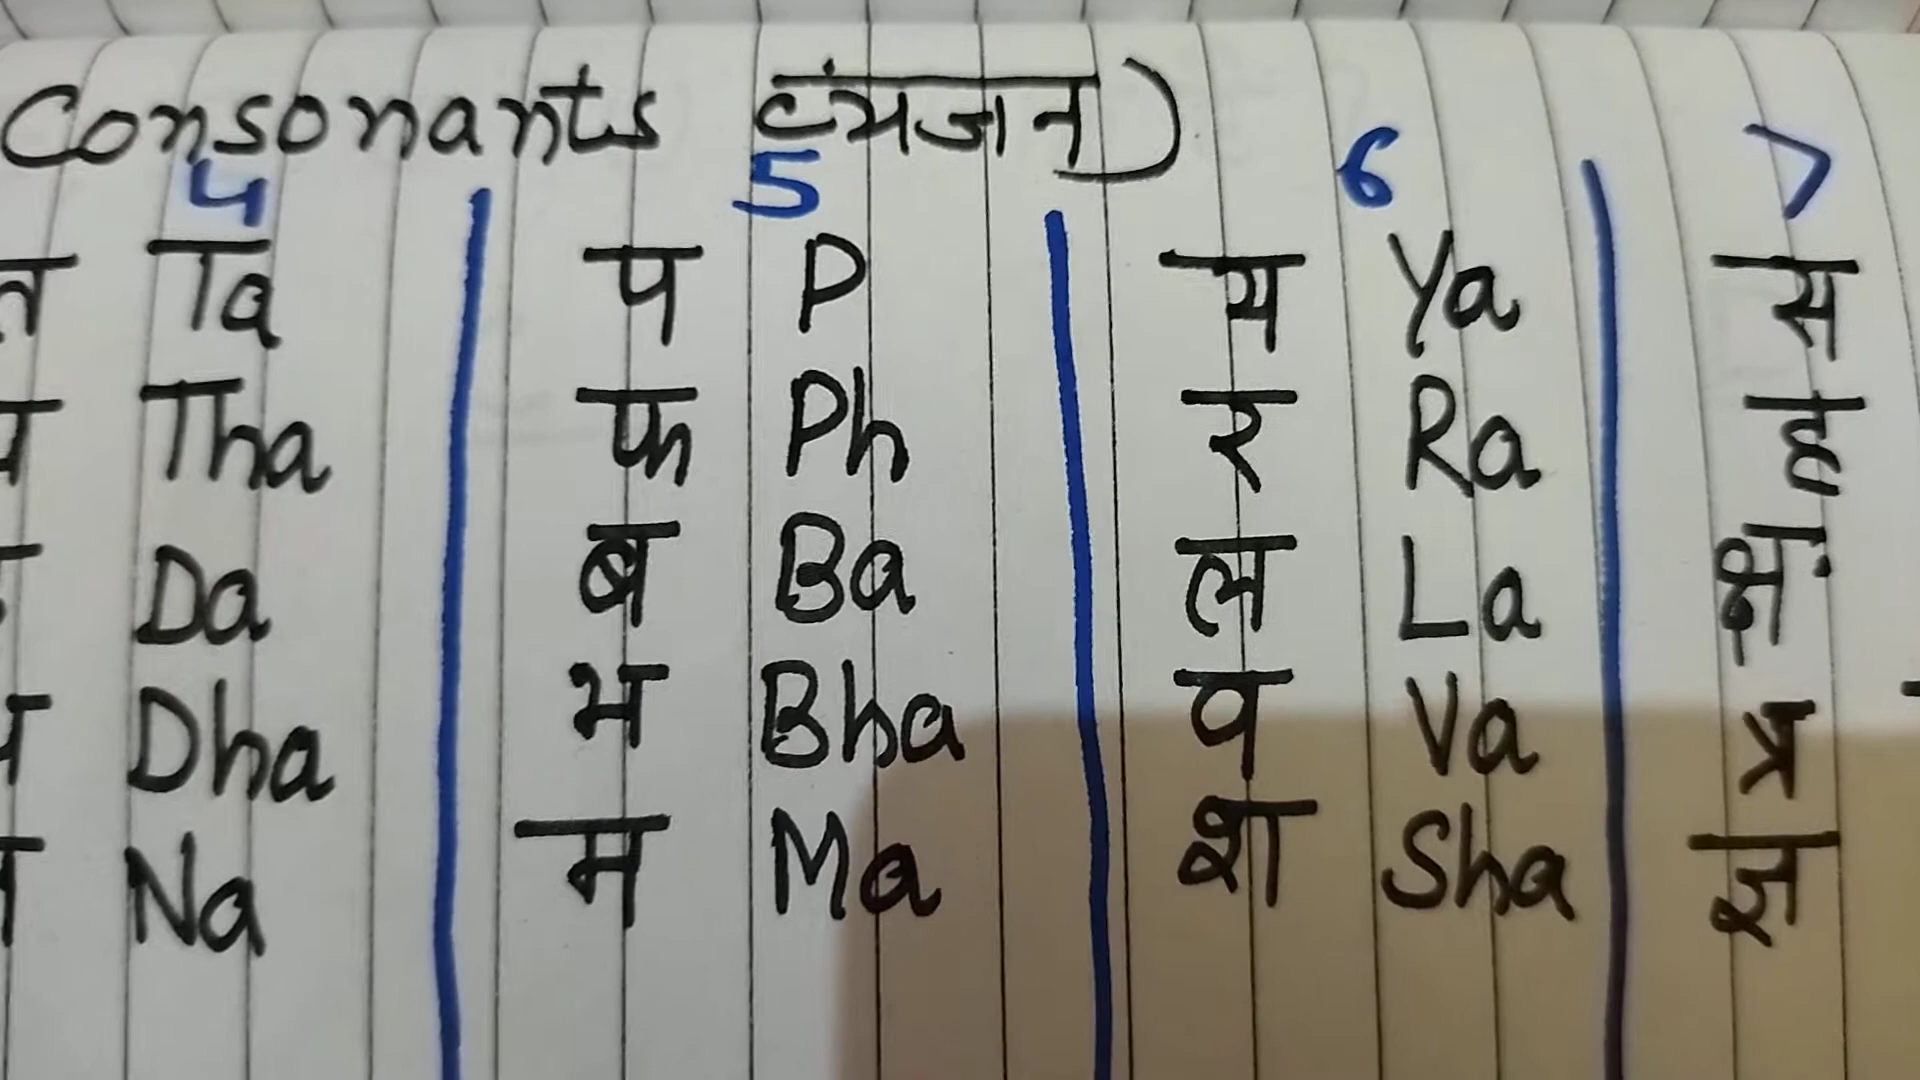 Consonants व्यंजन)
4 5 6 7
त Ta प P य Ya स
Tha फ Ph र Ra ह
Da ब Ba ल La क्षं
Dha भ Bha व Va त्र
Na म Ma श Sha ज्ञ